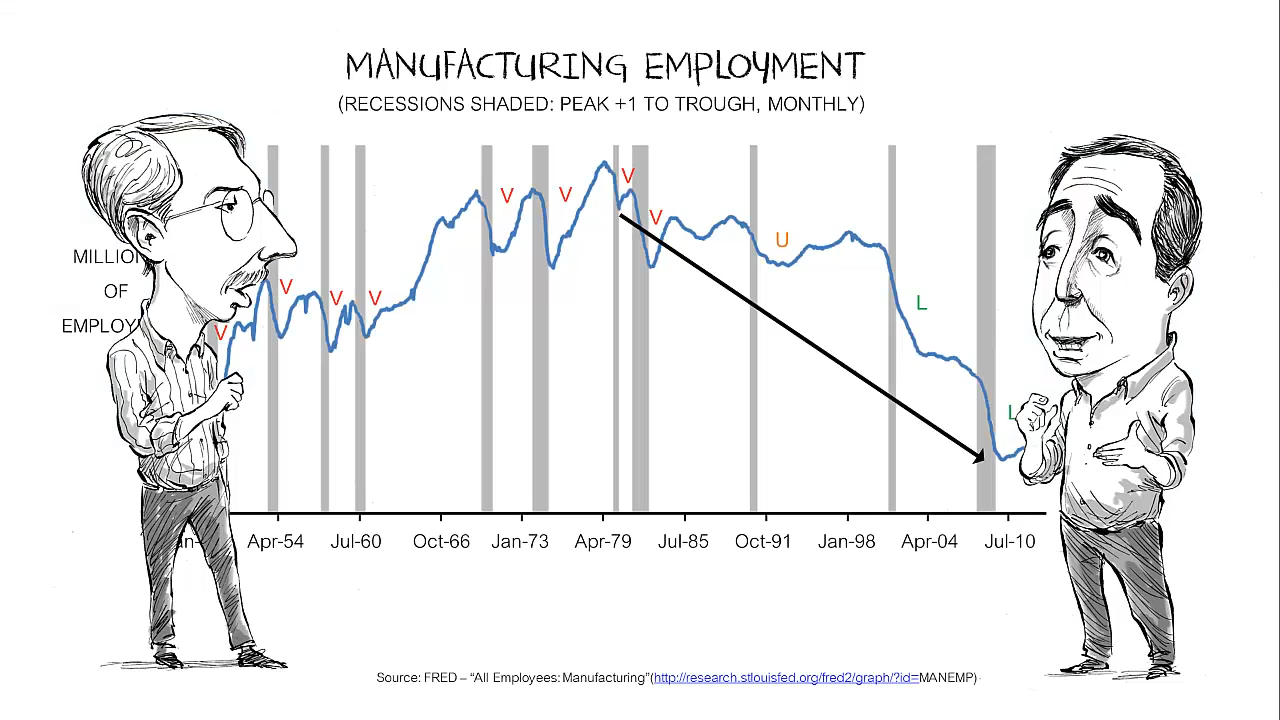 MANUFACTURING EMPLOYMENT
(RECESSIONS SHADED: PEAK +1 TO TROUGH, MONTHLY)
V
V
V
V
V
V
V
V
U
L
L
OF
Apr-54 Jul-60 Oct-66 Jan-73 Apr-79 Jul-85 Oct-91 Jan-98 Apr-04 Jul-10
Source: FRED – “All Employees: Manufacturing”(http://research.stlouisfed.org/fred2/graph/?id=MANEMP)